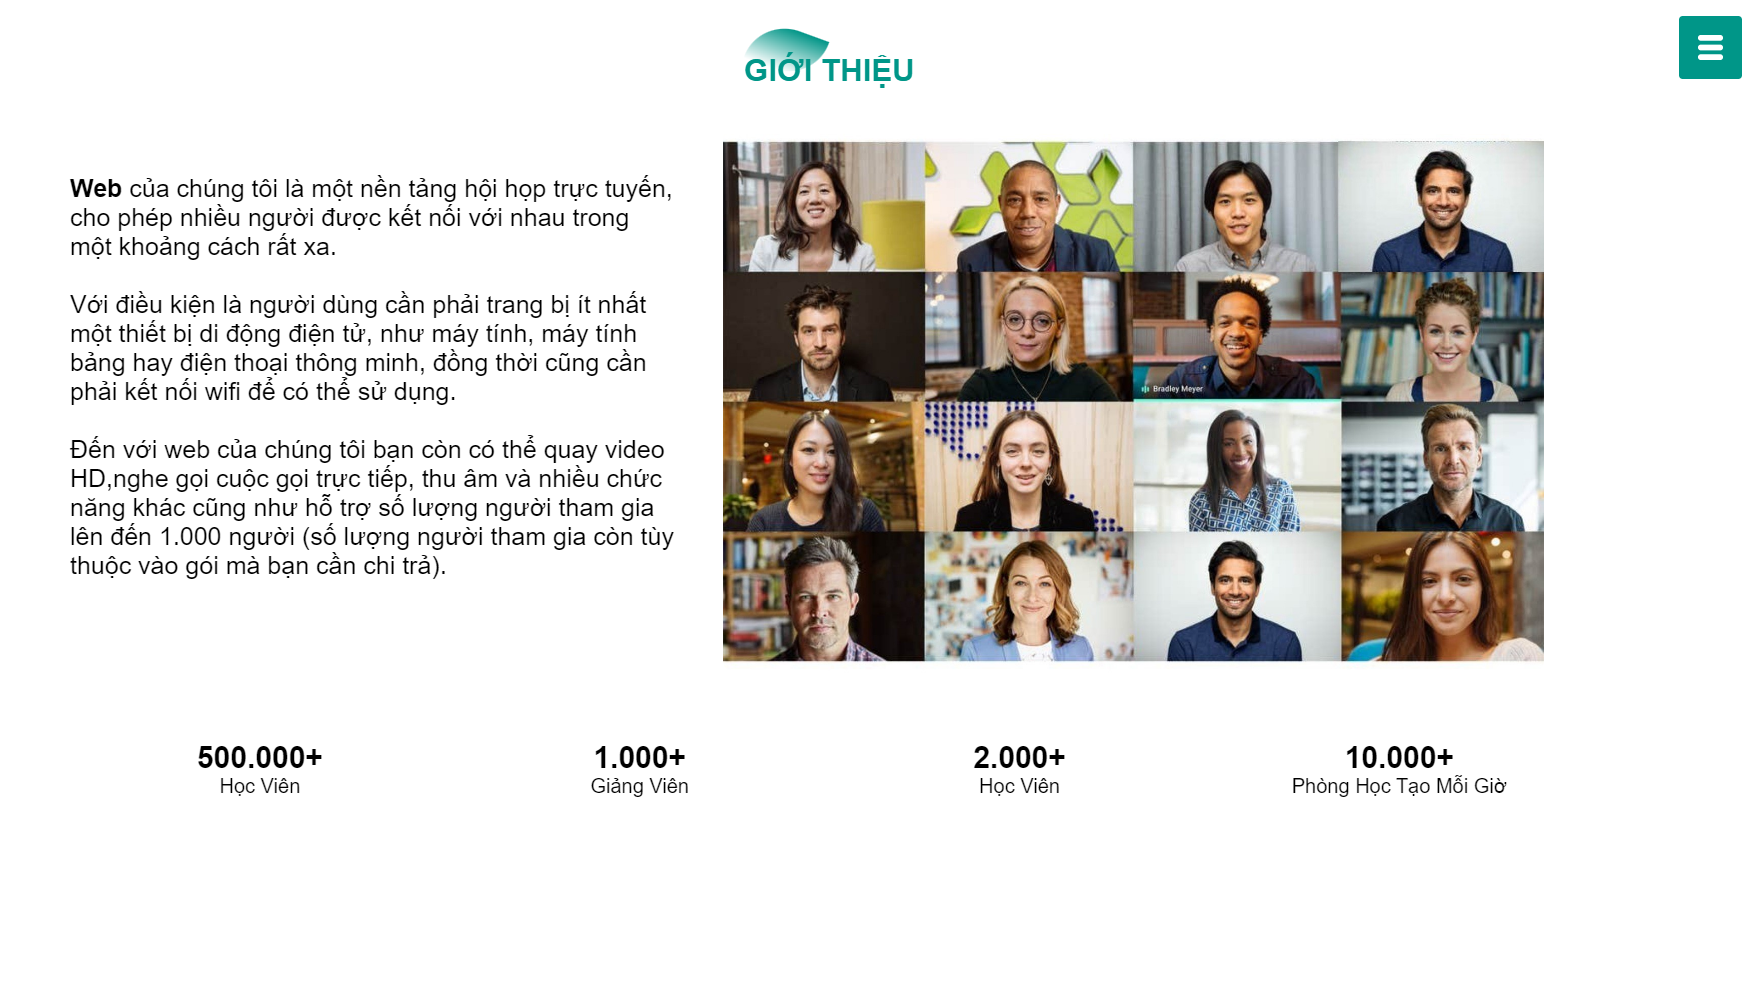 GIỚI THIỆU
Web của chúng tôi là một nền tảng hội họp trực tuyến,
cho phép nhiều người được kết nối với nhau trong
một khoảng cách rất xa.
Với điều kiện là người dùng cần phải trang bị ít nhất
một thiết bị di động điện tử, như máy tính, máy tính
bảng hay điện thoại thông minh, đồng thời cũng cần
phải kết nối wifi để có thể sử dụng.
Đến với web của chúng tôi bạn còn có thể quay video
HD,nghe gọi cuộc gọi trực tiếp, thu âm và nhiều chức
năng khác cũng như hỗ trợ số lượng người tham gia
lên đến 1.000 người (số lượng người tham gia còn tùy
thuộc vào gói mà bạn cần chi trả).
Bradley Meyer
500.000+
Học Viên
1.000+
Giảng Viên
2.000+
Học Viên
10.000+
Phòng Học Tạo Mỗi Giờ